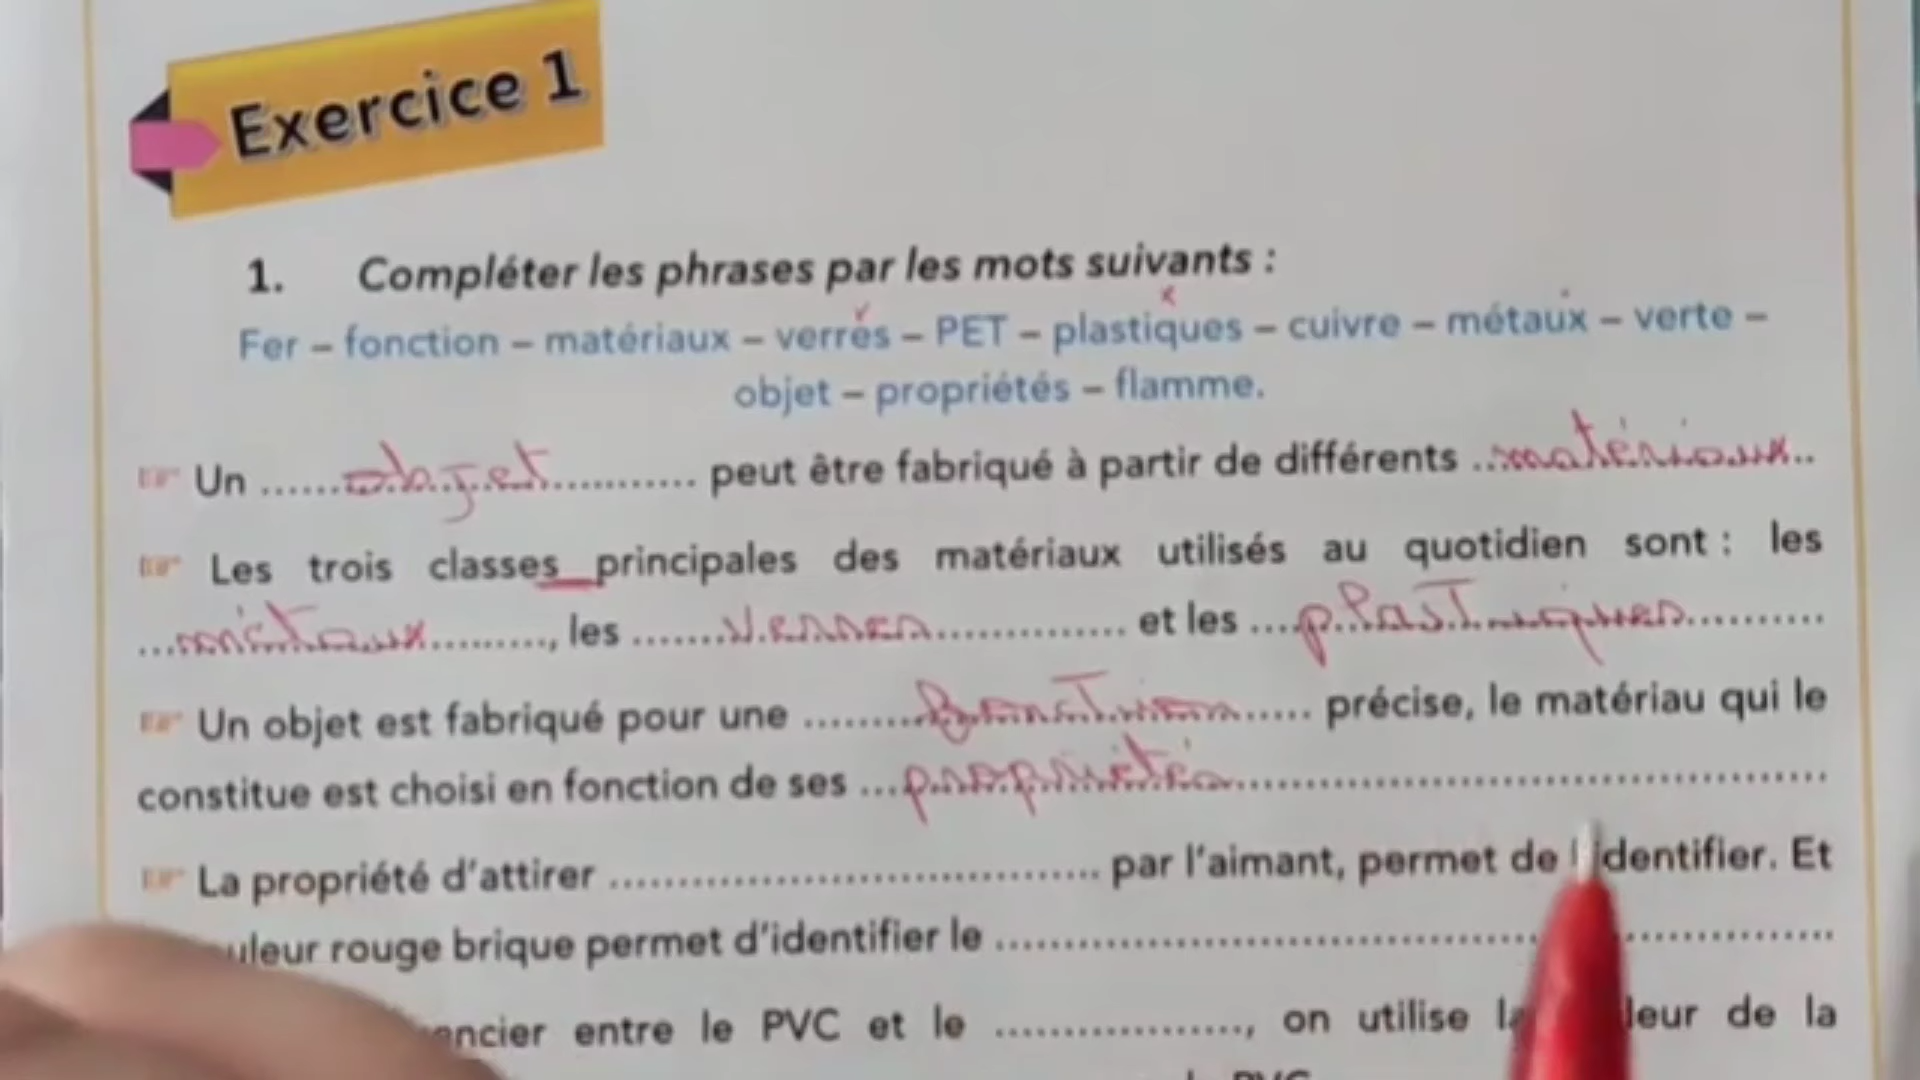 Exercice 1
1. Compléter les phrases par les mots suivants :
Fer – fonction – matériaux – verres – PET – plastiques – cuivre – métaux – verte –
objet – propriétés – flamme.
Un ......objet........... peut être fabriqué à partir de différents ..matériaux..
Les trois classes principales des matériaux utilisés au quotidien sont : les
...métaux........., les .......verres.............. et les ....plastiques..........
Un objet est fabriqué pour une .........fonction..... précise, le matériau qui le
constitue est choisi en fonction de ses ...propriétés..........................................
La propriété d'attirer .................................... par l'aimant, permet de l'identifier. Et
uleur rouge brique permet d'identifier le ..............................................................
encier entre le PVC et le .................., on utilise la leur de la
le PVC